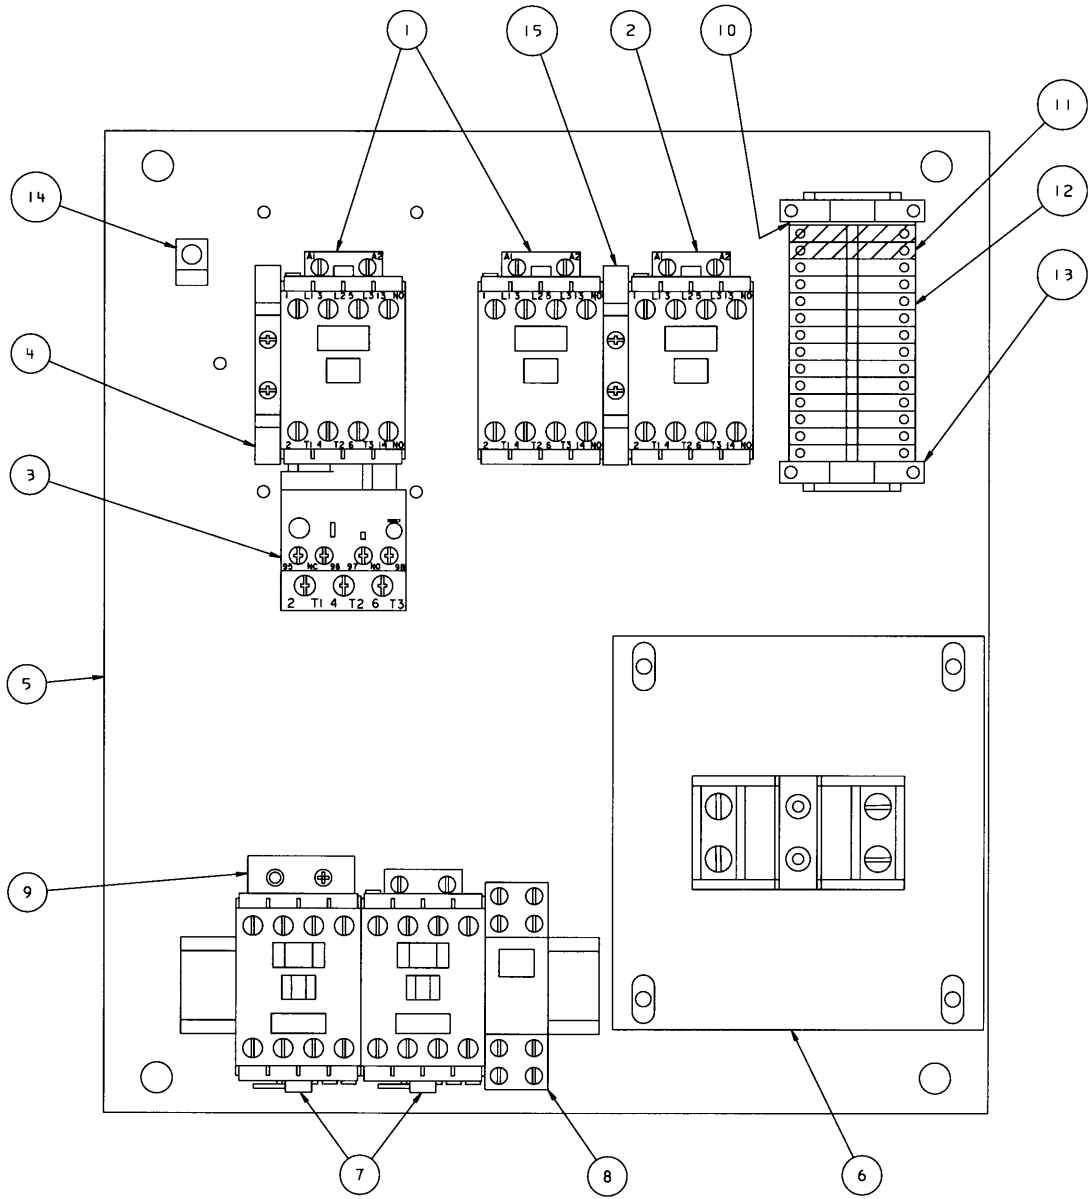 1
15
2
10
11
12
14
13
A1 A2
A1 A2
A1 A2
1 L1 3 L2 5 L3 13 NO
1 L1 3 L2 5 L3 13 NO
1 L1 3 L2 5 L3 13 NO
4
2 T1 4 T2 6 T3 14 NO
2 T1 4 T2 6 T3 14 NO
2 T1 4 T2 6 T3 14 NO
3
95 NC 96 97 NO 98
2 T1 4 T2 6 T3
5
9
7
8
6